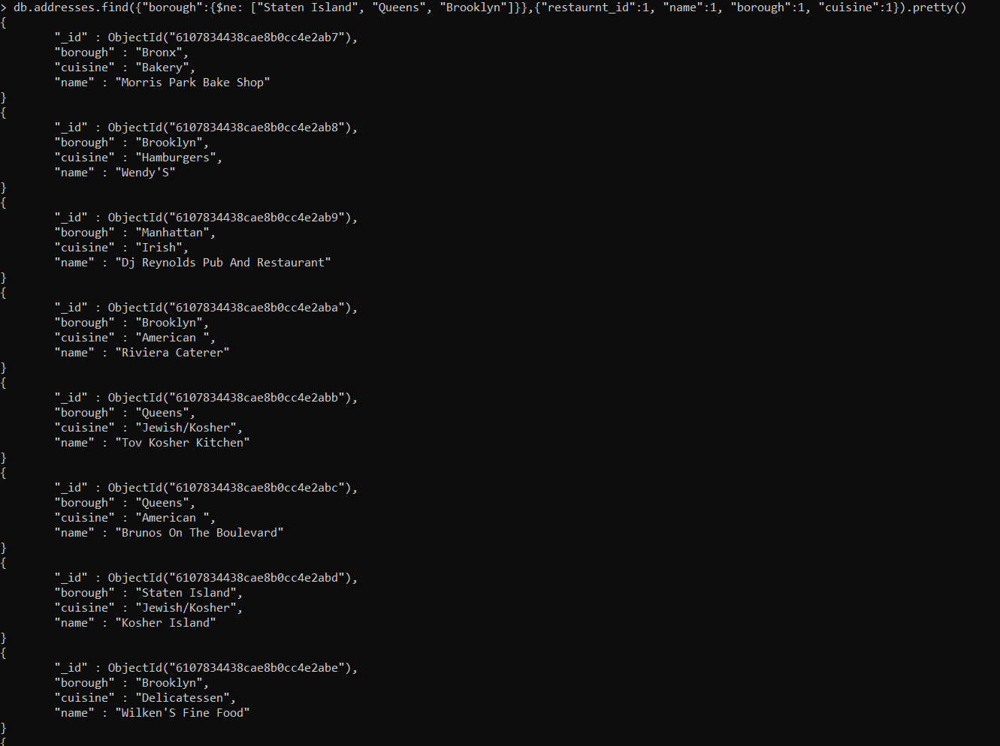 > db.addresses.find({"borough":{$ne: ["Staten Island", "Queens", "Brooklyn"]}},{"restaurnt_id":1, "name":1, "borough":1, "cuisine":1}).pretty()
{
        "_id" : ObjectId("6107834438cae8b0cc4e2ab7"),
        "borough" : "Bronx",
        "cuisine" : "Bakery",
        "name" : "Morris Park Bake Shop"
}
{
        "_id" : ObjectId("6107834438cae8b0cc4e2ab8"),
        "borough" : "Brooklyn",
        "cuisine" : "Hamburgers",
        "name" : "Wendy'S"
}
{
        "_id" : ObjectId("6107834438cae8b0cc4e2ab9"),
        "borough" : "Manhattan",
        "cuisine" : "Irish",
        "name" : "Dj Reynolds Pub And Restaurant"
}
{
        "_id" : ObjectId("6107834438cae8b0cc4e2aba"),
        "borough" : "Brooklyn",
        "cuisine" : "American ",
        "name" : "Riviera Caterer"
}
{
        "_id" : ObjectId("6107834438cae8b0cc4e2abb"),
        "borough" : "Queens",
        "cuisine" : "Jewish/Kosher",
        "name" : "Tov Kosher Kitchen"
}
{
        "_id" : ObjectId("6107834438cae8b0cc4e2abc"),
        "borough" : "Queens",
        "cuisine" : "American ",
        "name" : "Brunos On The Boulevard"
}
{
        "_id" : ObjectId("6107834438cae8b0cc4e2abd"),
        "borough" : "Staten Island",
        "cuisine" : "Jewish/Kosher",
        "name" : "Kosher Island"
}
{
        "_id" : ObjectId("6107834438cae8b0cc4e2abe"),
        "borough" : "Brooklyn",
        "cuisine" : "Delicatessen",
        "name" : "Wilken'S Fine Food"
}
{